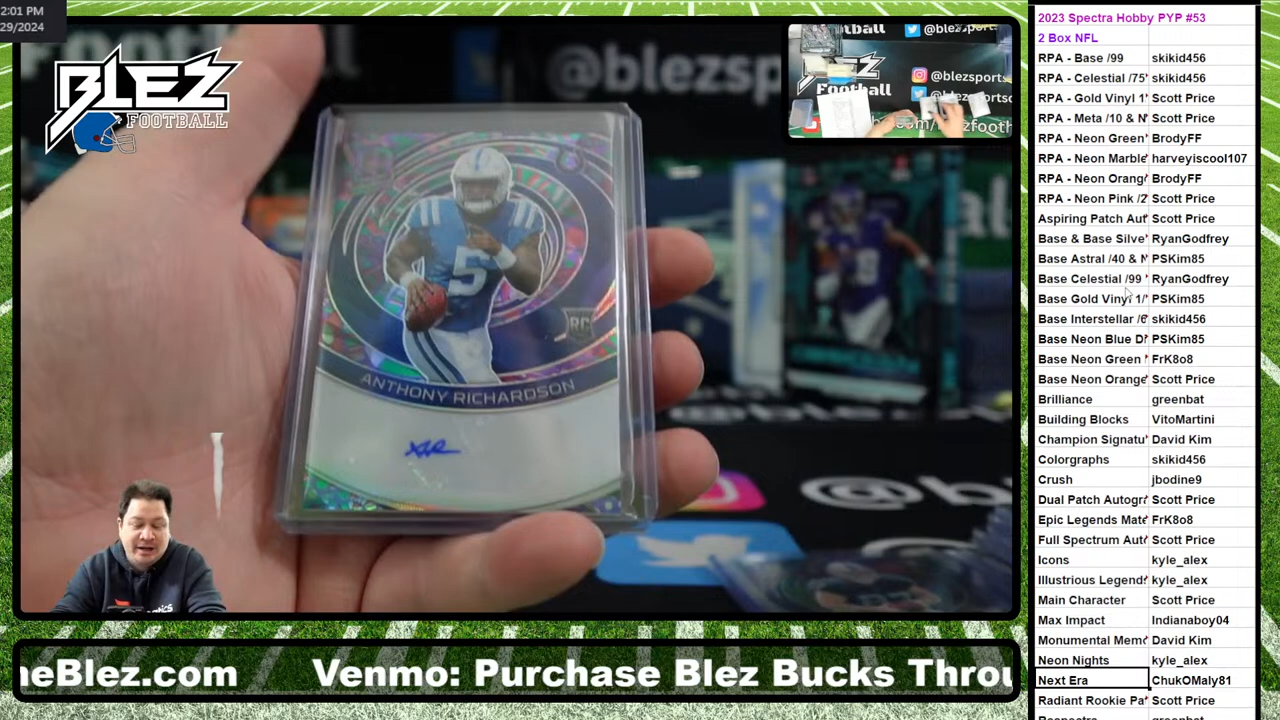 2:01 PM
29/2024
BLEZ
FOOTBALL
@blezsp
ANTHONY RICHARDSON
5
RC
@blezsports
Football
2023 Spectra Hobby PYP #53
2 Box NFL
RPA - Base /99 skikid456
RPA - Celestial /75 skikid456
RPA - Gold Vinyl 1 Scott Price
RPA - Meta /10 & N Scott Price
RPA - Neon Green BrodyFF
RPA - Neon Marble harveyiscool107
RPA - Neon Orang BrodyFF
RPA - Neon Pink /2 Scott Price
Aspiring Patch Aut Scott Price
Base & Base Silve RyanGodfrey
Base Astral /40 & N PSKim85
Base Celestial /99 RyanGodfrey
Base Gold Vinyl 1/ PSKim85
Base Interstellar /6 skikid456
Base Neon Blue D PSKim85
Base Neon Green FrK8o8
Base Neon Orange Scott Price
Brilliance greenbat
Building Blocks VitoMartini
Champion Signatu David Kim
Colorgraphs skikid456
Crush jbodine9
Dual Patch Autogr Scott Price
Epic Legends Mate FrK8o8
Full Spectrum Aut Scott Price
Icons kyle_alex
Illustrious Legend kyle_alex
Main Character Scott Price
Max Impact Indianaboy04
Monumental Mem David Kim
Neon Nights kyle_alex
Next Era ChukOMaly81
Radiant Rookie Pa Scott Price
neBlez.com Venmo: Purchase Blez Bucks Throu